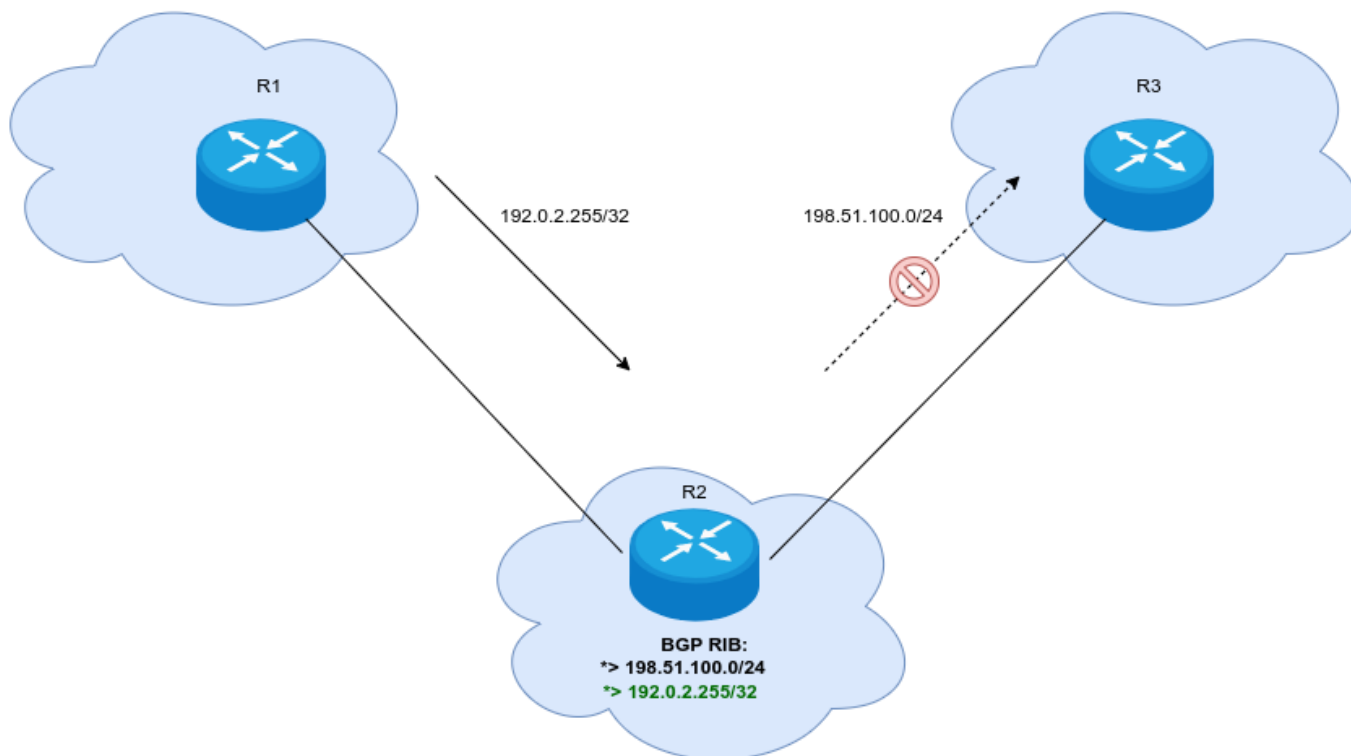 R1
R3
192.0.2.255/32
198.51.100.0/24
R2
BGP RIB:
*> 198.51.100.0/24
*> 192.0.2.255/32